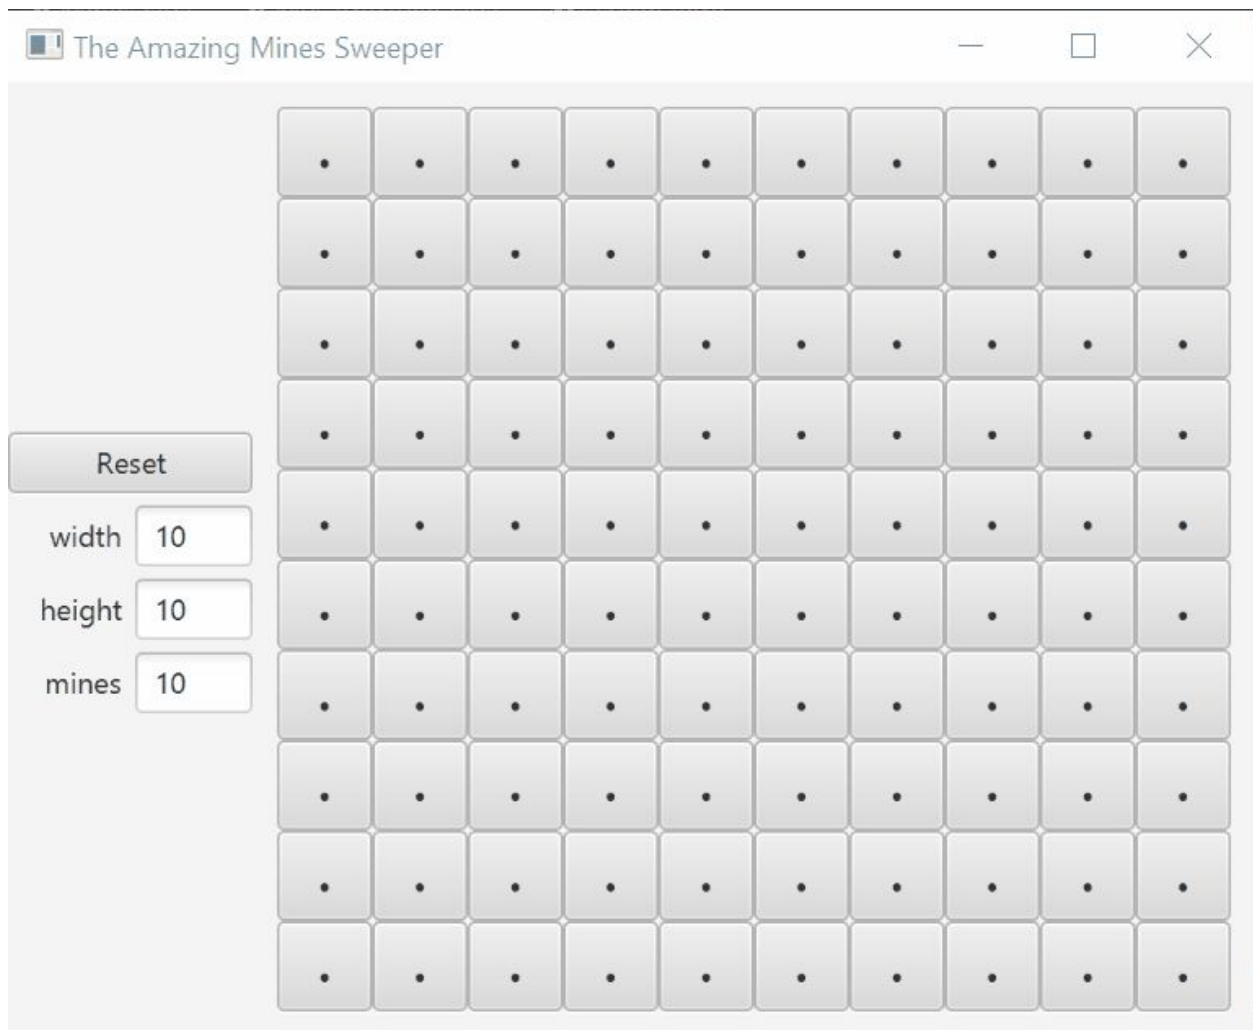 The Amazing Mines Sweeper
. . . . . . . . . .
. . . . . . . . . .
. . . . . . . . . .
. . . . . . . . . .
Reset
. . . . . . . . . .
width 10
. . . . . . . . . .
height 10
. . . . . . . . . .
mines 10
. . . . . . . . . .
. . . . . . . . . .
. . . . . . . . . .